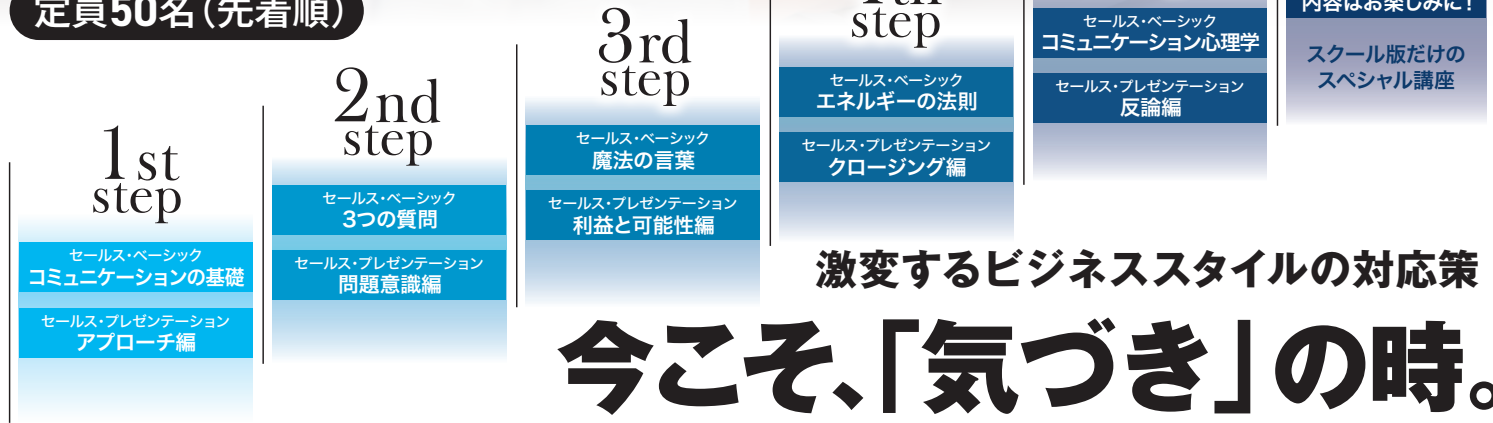 定員50名(先着順)
1st
step
セールス・ベーシック
コミュニケーションの基礎
セールス・プレゼンテーション
アプローチ編
2nd
step
セールス・ベーシック
3つの質問
セールス・プレゼンテーション
問題意識編
3rd
step
セールス・ベーシック
魔法の言葉
セールス・プレゼンテーション
利益と可能性編
step
セールス・ベーシック
エネルギーの法則
セールス・プレゼンテーション
クロージング編
セールス・ベーシック
コミュニケーション心理学
セールス・プレゼンテーション
反論編
内容はお楽しみに!
スクール版だけの
スペシャル講座
激変するビジネススタイルの対応策
今こそ、「気づき」の時。